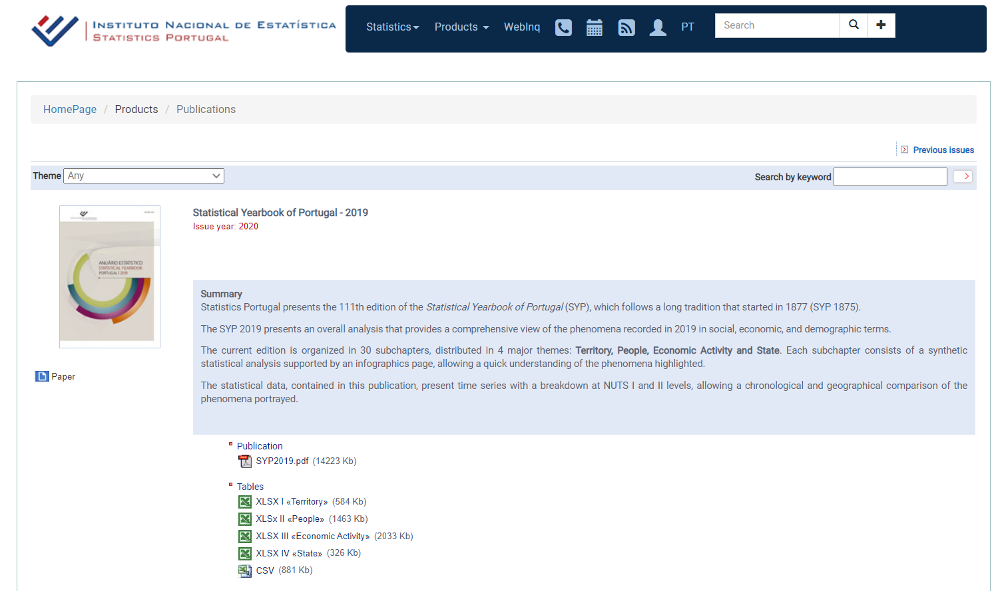 INSTITUTO NACIONAL DE ESTATÍSTICA
STATISTICS PORTUGAL
Statistics Products WebInq PT Search
HomePage / Products / Publications
Previous issues
Theme Any Search by keyword
Statistical Yearbook of Portugal - 2019
Issue year: 2020
ANUÁRIO ESTATÍSTICO
STATISTICAL YEARBOOK
PORTUGAL | 2019
Summary
Statistics Portugal presents the 111th edition of the Statistical Yearbook of Portugal (SYP), which follows a long tradition that started in 1877 (SYP 1875).
The SYP 2019 presents an overall analysis that provides a comprehensive view of the phenomena recorded in 2019 in social, economic, and demographic terms.
The current edition is organized in 30 subchapters, distributed in 4 major themes: Territory, People, Economic Activity and State. Each subchapter consists of a synthetic
statistical analysis supported by an infographics page, allowing a quick understanding of the phenomena highlighted.
Paper
The statistical data, contained in this publication, present time series with a breakdown at NUTS I and II levels, allowing a chronological and geographical comparison of the
phenomena portrayed.
Publication
SYP2019.pdf (14223 Kb)
Tables
XLSX I «Territory» (584 Kb)
XLSx II «People» (1463 Kb)
XLSX III «Economic Activity» (2033 Kb)
XLSX IV «State» (326 Kb)
CSV (881 Kb)